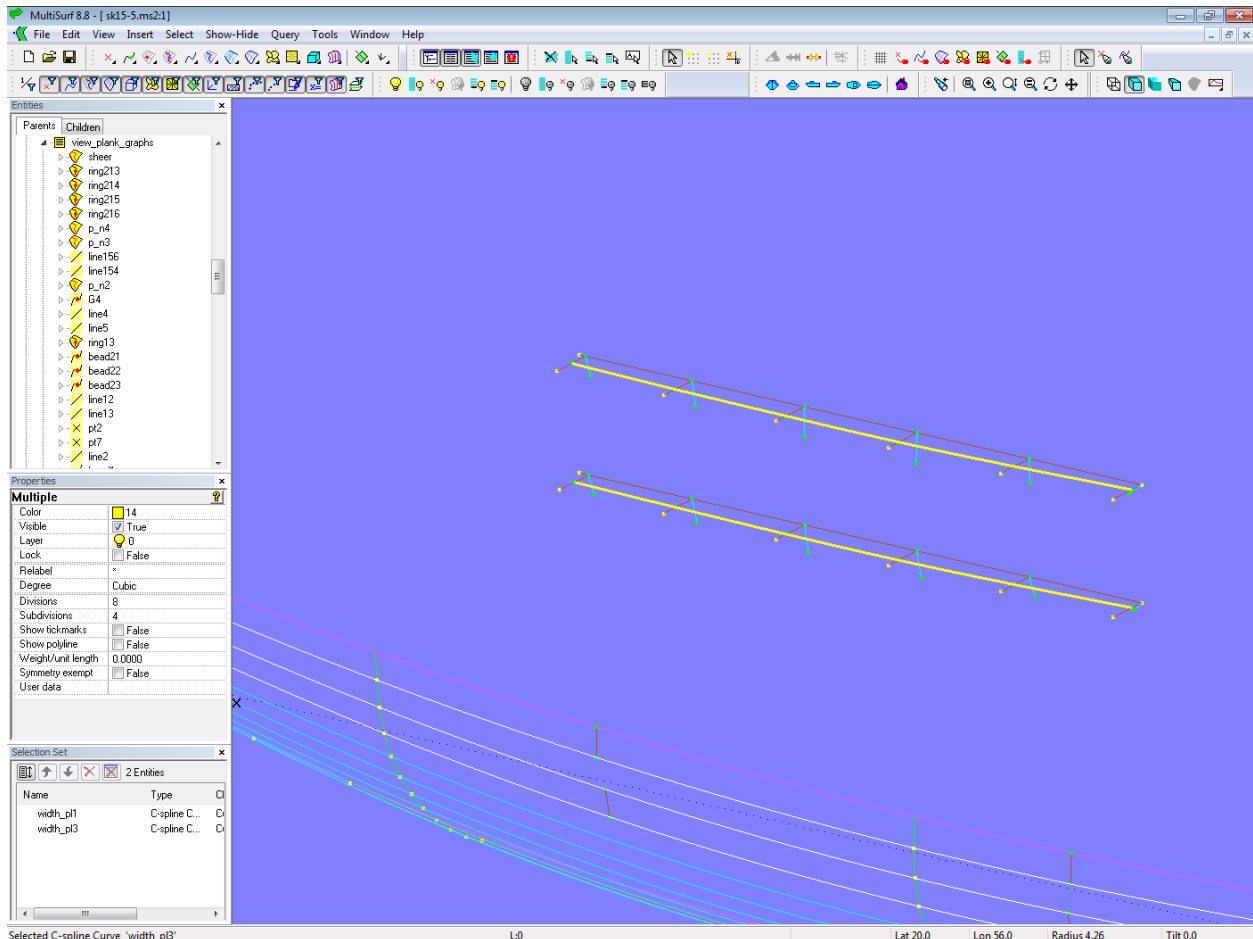 MultiSurf 8.8 - [ sk15-5.ms2:1]
File Edit View Insert Select Show-Hide Query Tools Window Help
Entities
Parents Children
view_plank_graphs
sheer
ring213
ring214
ring215
ring216
p_n4
p_n3
line156
line154
p_n2
G4
line4
line5
ring13
bead21
bead22
bead23
line12
line13
pt2
pt7
line2
Properties
Multiple
Color 14
Visible True
Layer 0
Lock False
Relabel *
Degree Cubic
Divisions 8
Subdivisions 4
Show tickmarks False
Show polyline False
Weight/unit length 0.0000
Symmetry exempt False
User data
Selection Set
2 Entities
Name Type Cl
width_pl1 C-spline C...
width_pl3 C-spline C...
Selected C-spline Curve 'width_pl3' L:0 Lat 20.0 Lon 56.0 Radius 4.26 Tilt 0.0